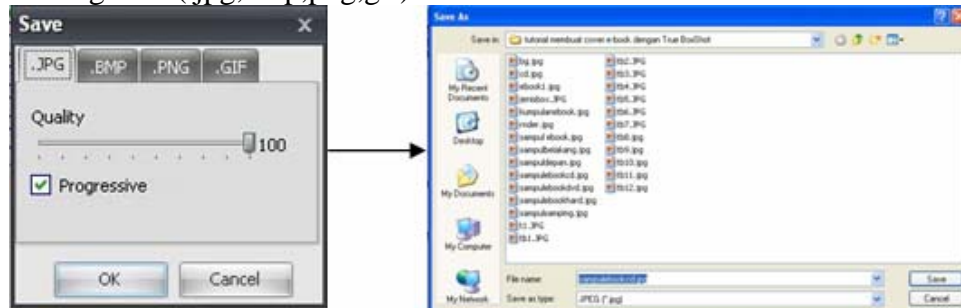 Save
X
.JPG .BMP .PNG .GIF
Quality
100
Progressive
OK Cancel
Save As
Save in: tutorial membuat cover e-book dengan True BoxShot
My Recent Documents
Desktop
My Documents
My Computer
My Network
bg.jpg
cd.jpg
ebook1.jpg
jenisbox.JPG
kumpulanebook.jpg
render.jpg
sampul ebook.jpg
sampulbelakang.jpg
sampuldepan.jpg
sampulebookcd.jpg
sampulebookdvd.jpg
sampulebookhard.jpg
sampulsamping.jpg
tb1.JPG
tb2.JPG
tb3.JPG
tb4.JPG
tb5.JPG
tb6.JPG
tb7.JPG
tb8.jpg
tb9.jpg
tb10.jpg
tb11.jpg
tb12.jpg
File name:
Save
Save as type: JPEG (*.jpg)
Cancel